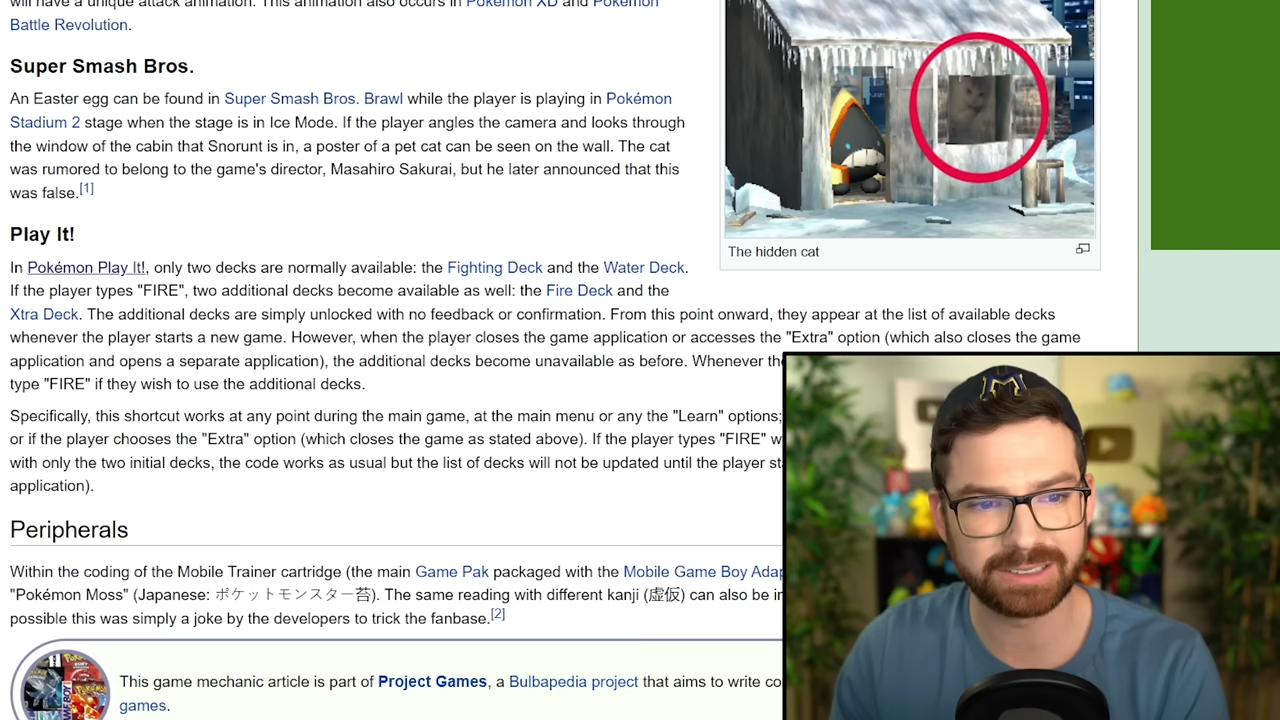 will have a unique attack animation. This animation also occurs in Pokémon XD and Pokémon
Battle Revolution.
Super Smash Bros.
An Easter egg can be found in Super Smash Bros. Brawl while the player is playing in Pokémon
Stadium 2 stage when the stage is in Ice Mode. If the player angles the camera and looks through
the window of the cabin that Snorunt is in, a poster of a pet cat can be seen on the wall. The cat
was rumored to belong to the game's director, Masahiro Sakurai, but he later announced that this
was false.[1]
The hidden cat
Play It!
In Pokémon Play It!, only two decks are normally available: the Fighting Deck and the Water Deck.
If the player types "FIRE", two additional decks become available as well: the Fire Deck and the
Xtra Deck. The additional decks are simply unlocked with no feedback or confirmation. From this point onward, they appear at the list of available decks
whenever the player starts a new game. However, when the player closes the game application or accesses the "Extra" option (which also closes the game
application and opens a separate application), the additional decks become unavailable as before. Whenever the
type "FIRE" if they wish to use the additional decks.
Specifically, this shortcut works at any point during the main game, at the main menu or any the "Learn" options;
or if the player chooses the "Extra" option (which closes the game as stated above). If the player types "FIRE" w
with only the two initial decks, the code works as usual but the list of decks will not be updated until the player st
application).
Peripherals
Within the coding of the Mobile Trainer cartridge (the main Game Pak packaged with the Mobile Game Boy Adap
"Pokémon Moss" (Japanese: ポケットモンスター苔). The same reading with different kanji (虚仮) can also be in
possible this was simply a joke by the developers to trick the fanbase.[2]
This game mechanic article is part of Project Games, a Bulbapedia project that aims to write co
games.